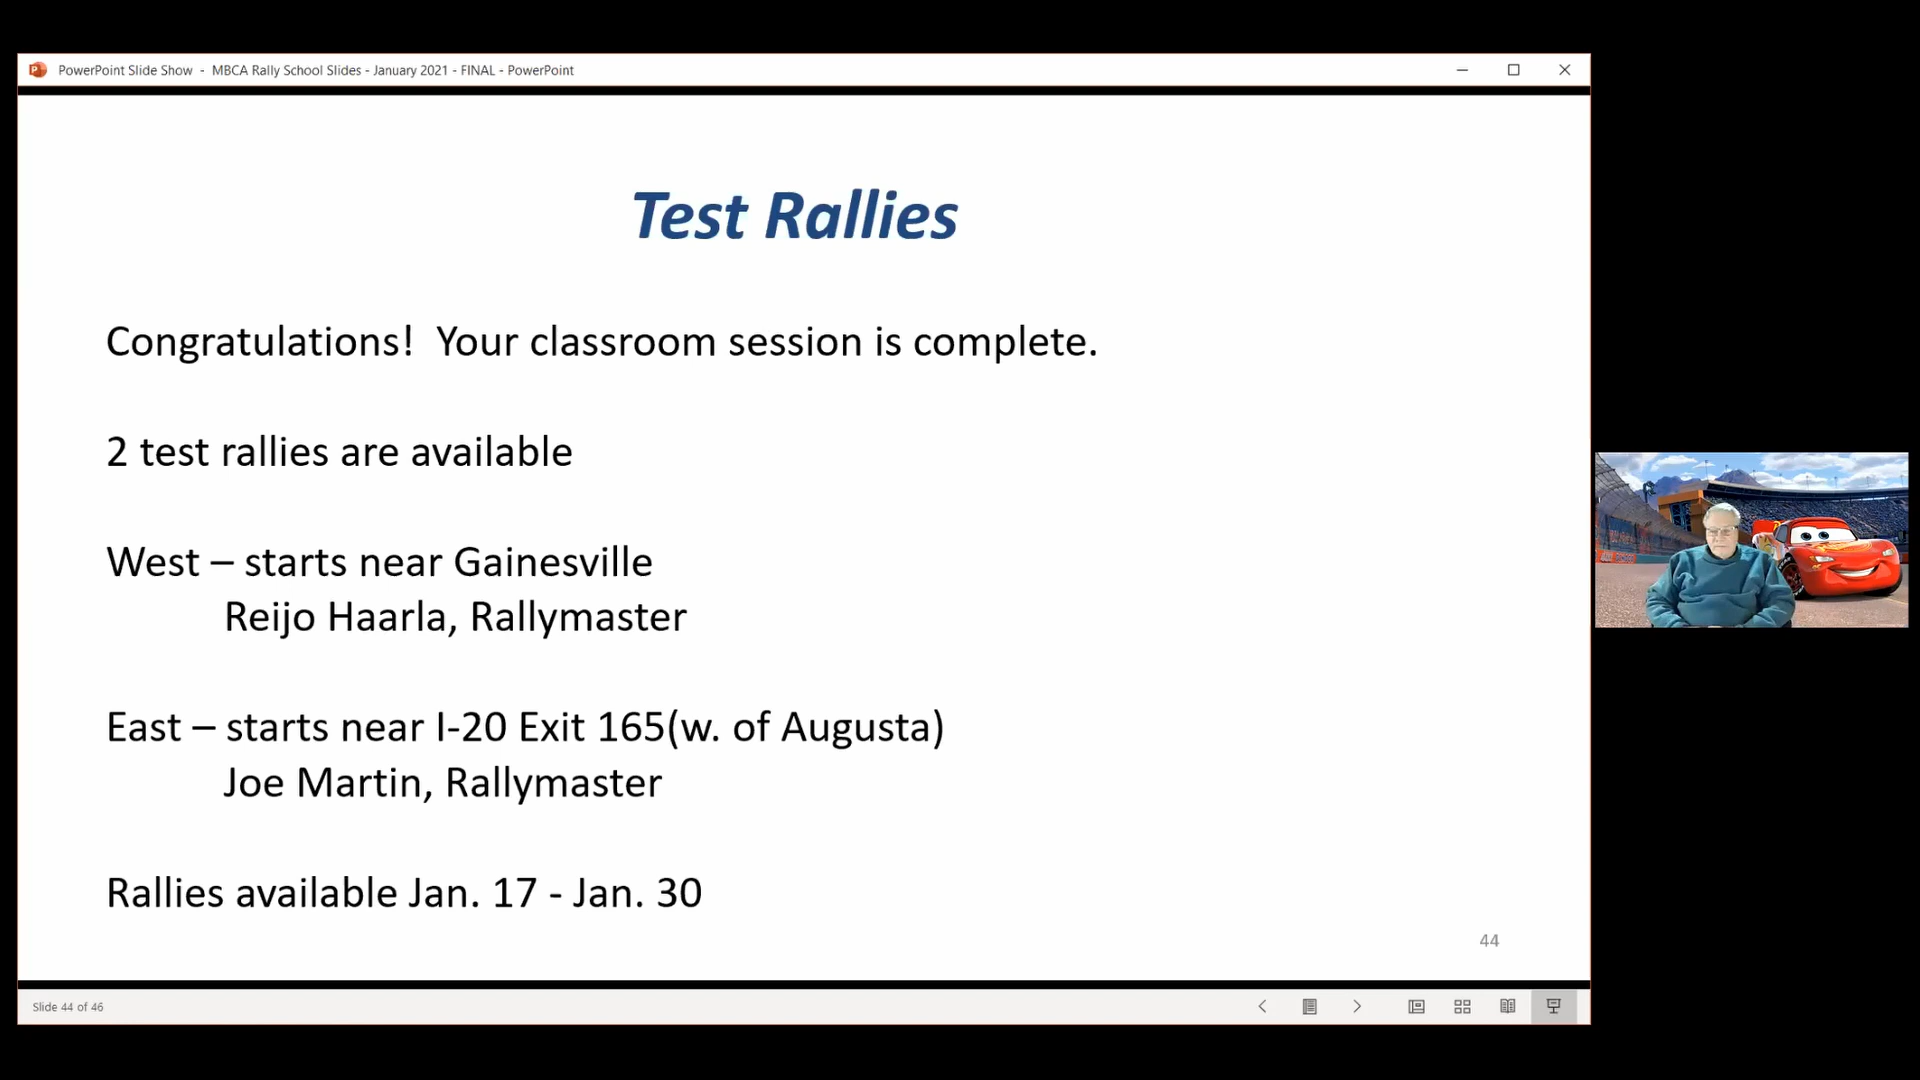 PowerPoint Slide Show - MBCA Rally School Slides - January 2021 - FINAL - PowerPoint
Test Rallies
Congratulations!  Your classroom session is complete.
2 test rallies are available
West – starts near Gainesville
Reijo Haarla, Rallymaster
East – starts near I-20 Exit 165(w. of Augusta)
Joe Martin, Rallymaster
Rallies available Jan. 17 - Jan. 30
44
Slide 44 of 46